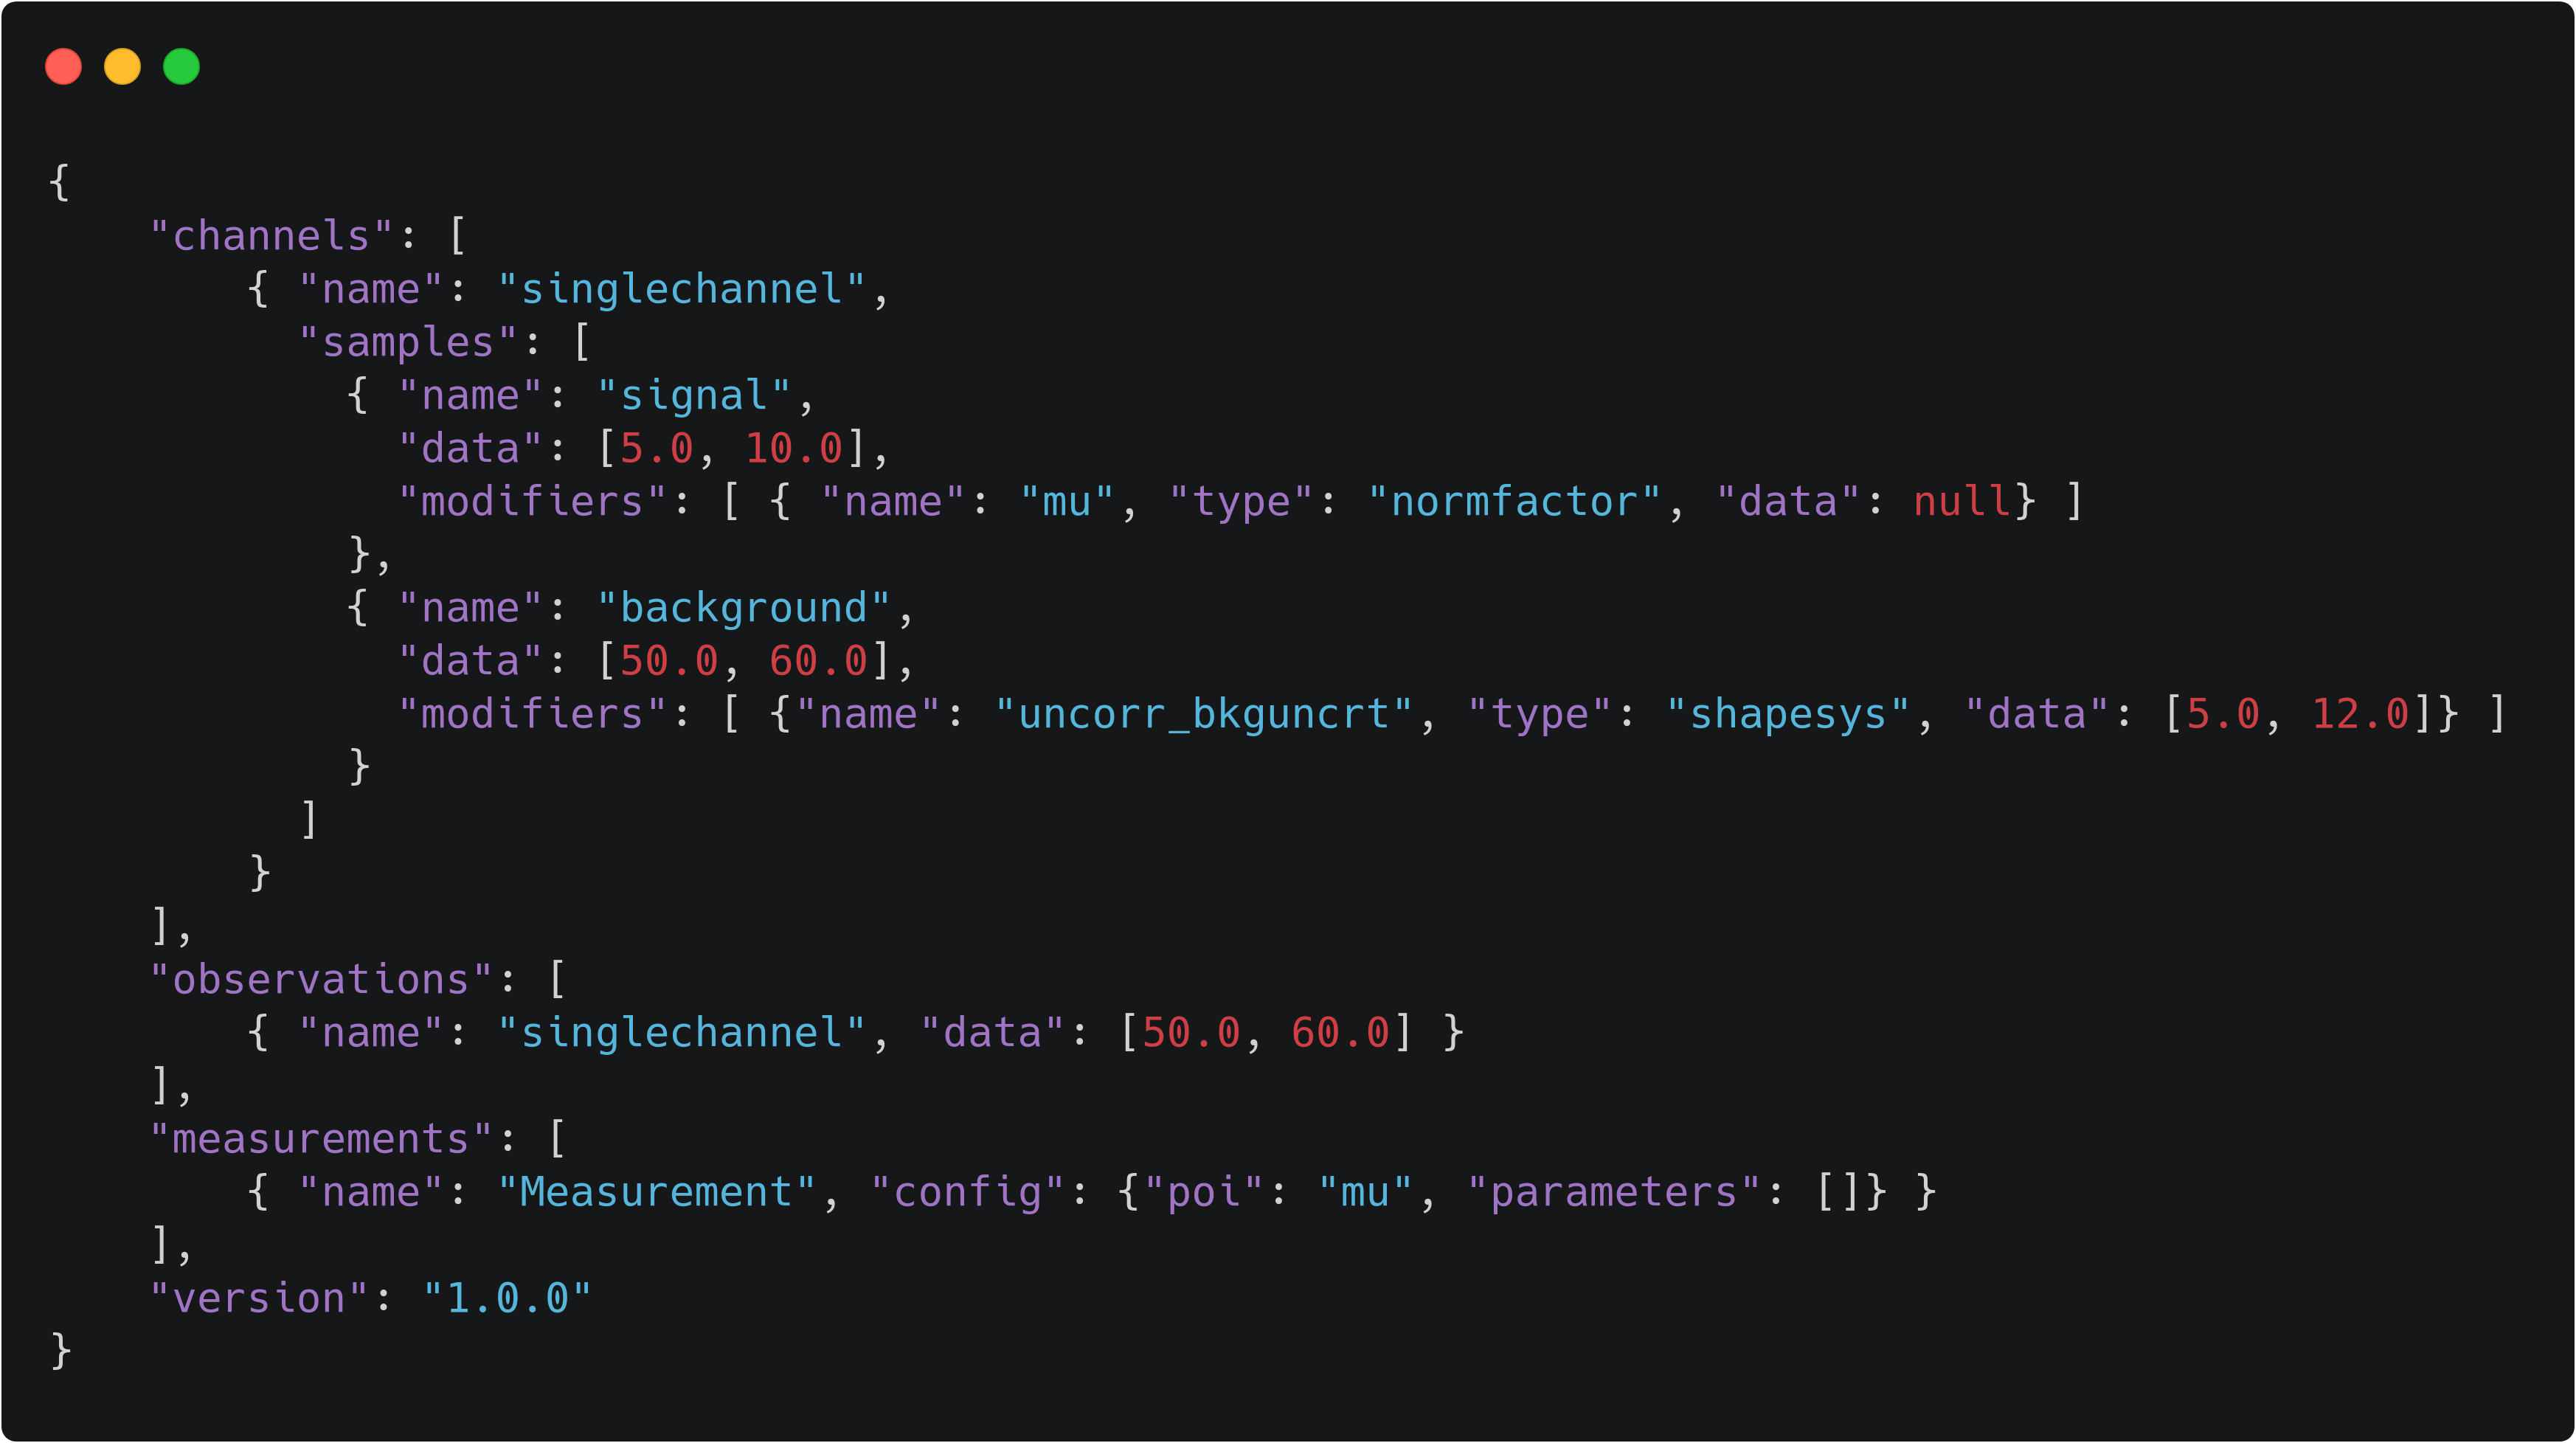 {
    "channels": [
        { "name": "singlechannel",
          "samples": [
            { "name": "signal",
              "data": [5.0, 10.0],
              "modifiers": [ { "name": "mu", "type": "normfactor", "data": null} ]
            },
            { "name": "background",
              "data": [50.0, 60.0],
              "modifiers": [ {"name": "uncorr_bkguncrt", "type": "shapesys", "data": [5.0, 12.0]} ]
            }
          ]
        }
    ],
    "observations": [
        { "name": "singlechannel", "data": [50.0, 60.0] }
    ],
    "measurements": [
        { "name": "Measurement", "config": {"poi": "mu", "parameters": []} }
    ],
    "version": "1.0.0"
}